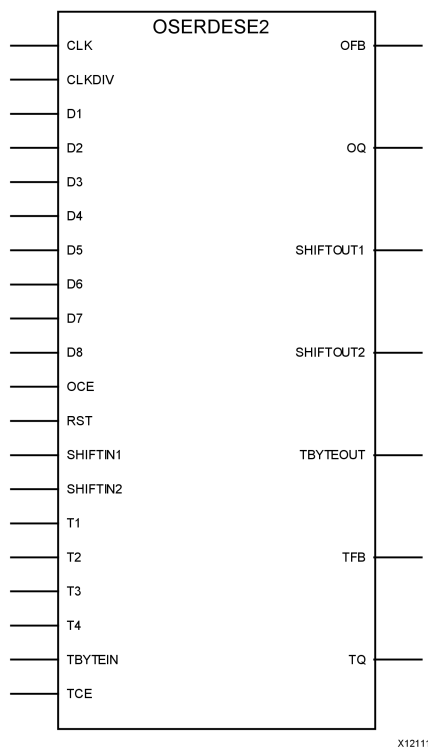 OSERDESE2
CLK
CLKDIV
D1
D2
D3
D4
D5
D6
D7
D8
OCE
RST
SHIFTIN1
SHIFTIN2
T1
T2
T3
T4
TBYTEIN
TCE
OFB
OQ
SHIFTOUT1
SHIFTOUT2
TBYTEOUT
TFB
TQ
X12111